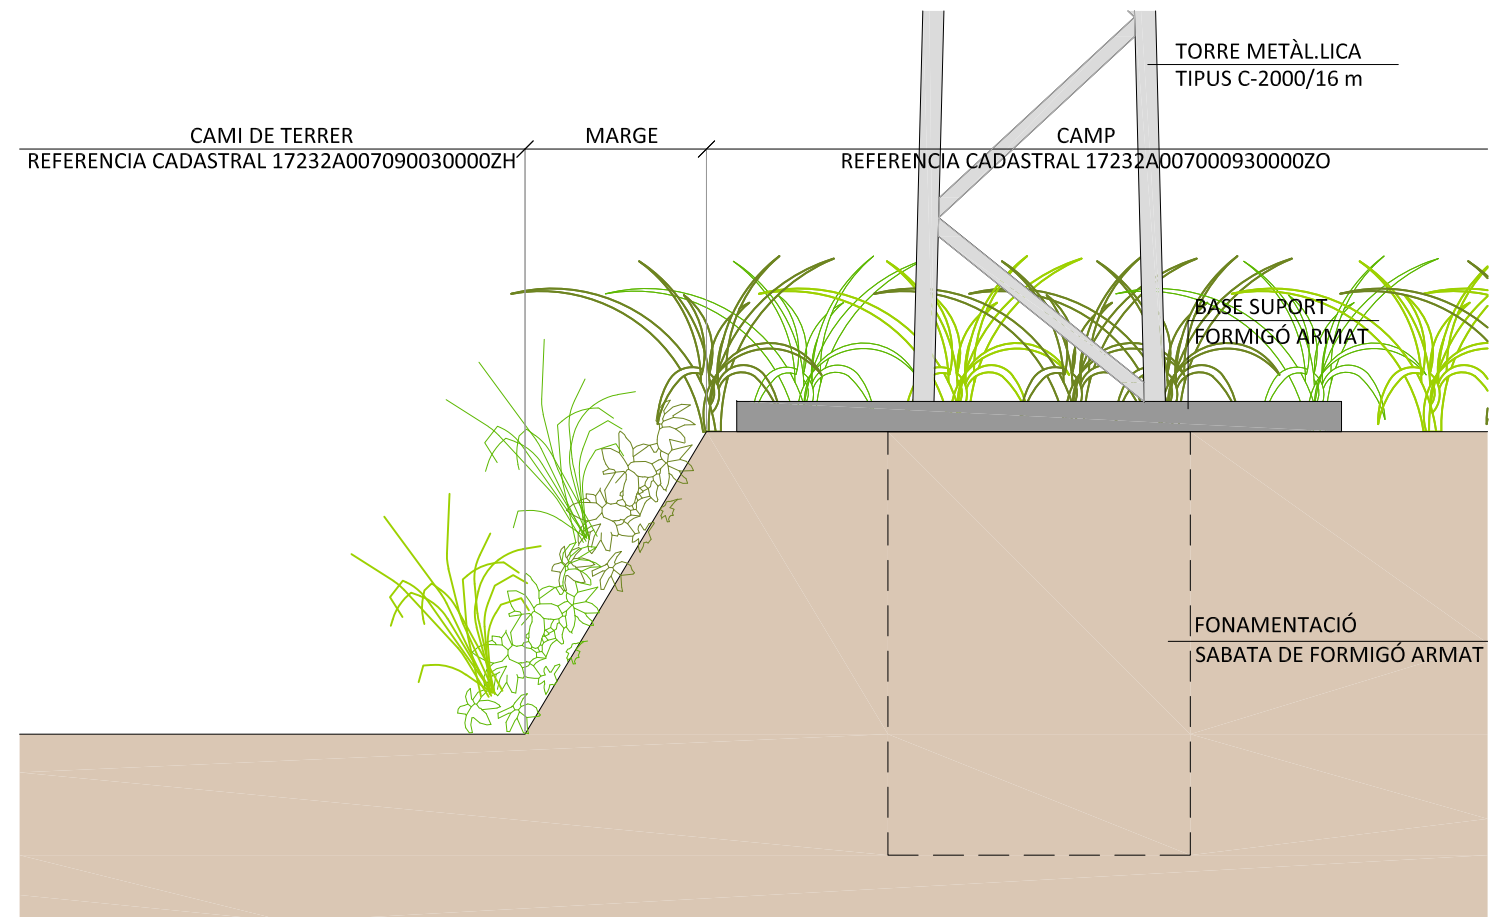 TORRE METÀL.LICA
TIPUS C-2000/16 m
CAMI DE TERRER
REFERENCIA CADASTRAL 17232A007090030000ZH
MARGE
CAMP
REFERENCIA CADASTRAL 17232A007000930000ZO
BASE SUPORT
FORMIGÓ ARMAT
FONAMENTACIÓ
SABATA DE FORMIGÓ ARMAT